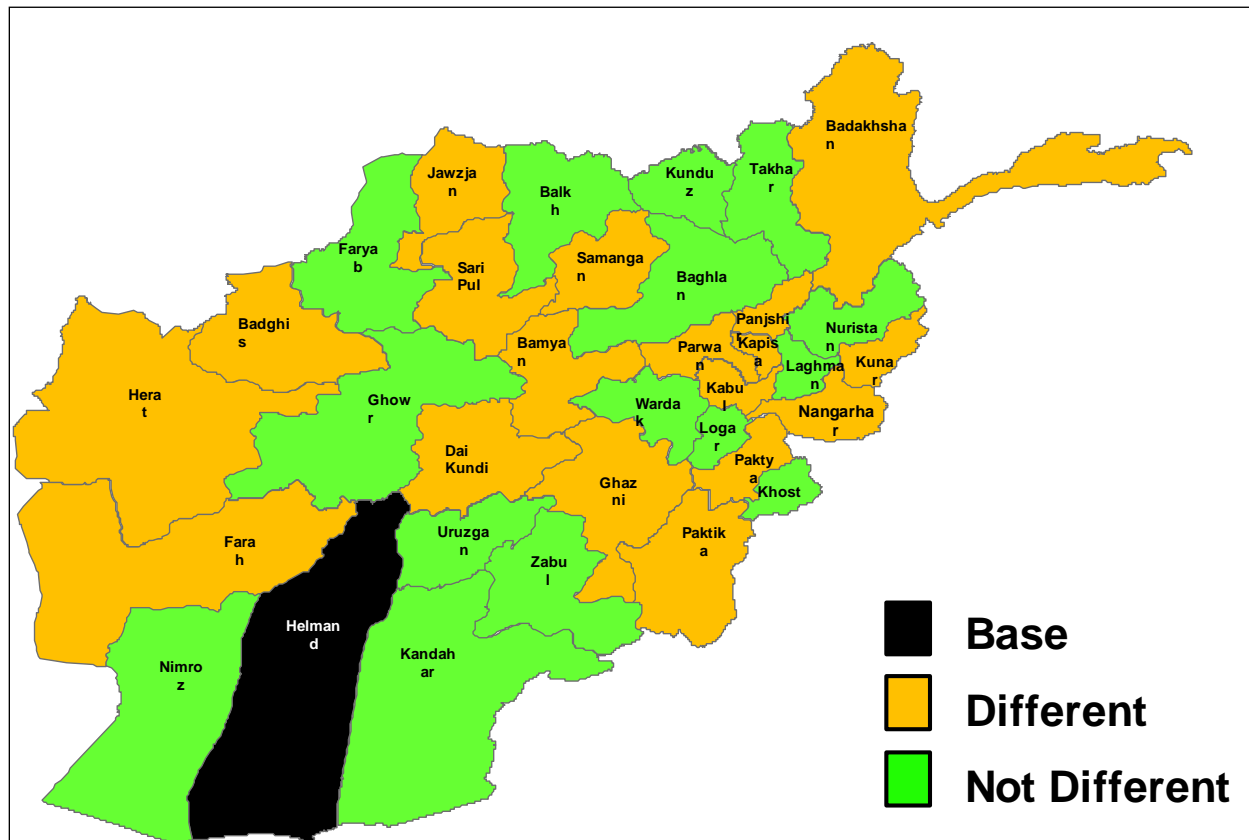 Badakhsha
n
Jawzja
n
Balk
h
Kundu
z
Takha
r
Farya
b
Sari
Pul
Samanga
n
Baghla
n
Badghi
s
Bamya
n
Panjshi
r
Parwa
n
Kapis
a
Nurista
n
Laghma
n
Kuna
r
Hera
t
Ghow
r
Warda
k
Kabu
l
Nangarha
r
Loga
r
Dai
Kundi
Ghaz
ni
Pakty
a
Khost
Fara
h
Uruzga
n
Zabu
l
Paktik
a
Helman
d
Nimro
z
Kandah
ar
Base
Different
Not Different